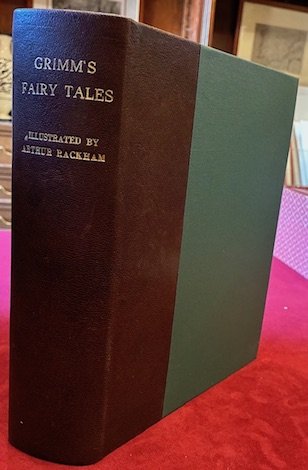 GRIMM'S
FAIRY TALES
ILLUSTRATED BY
ARTHUR RACKHAM